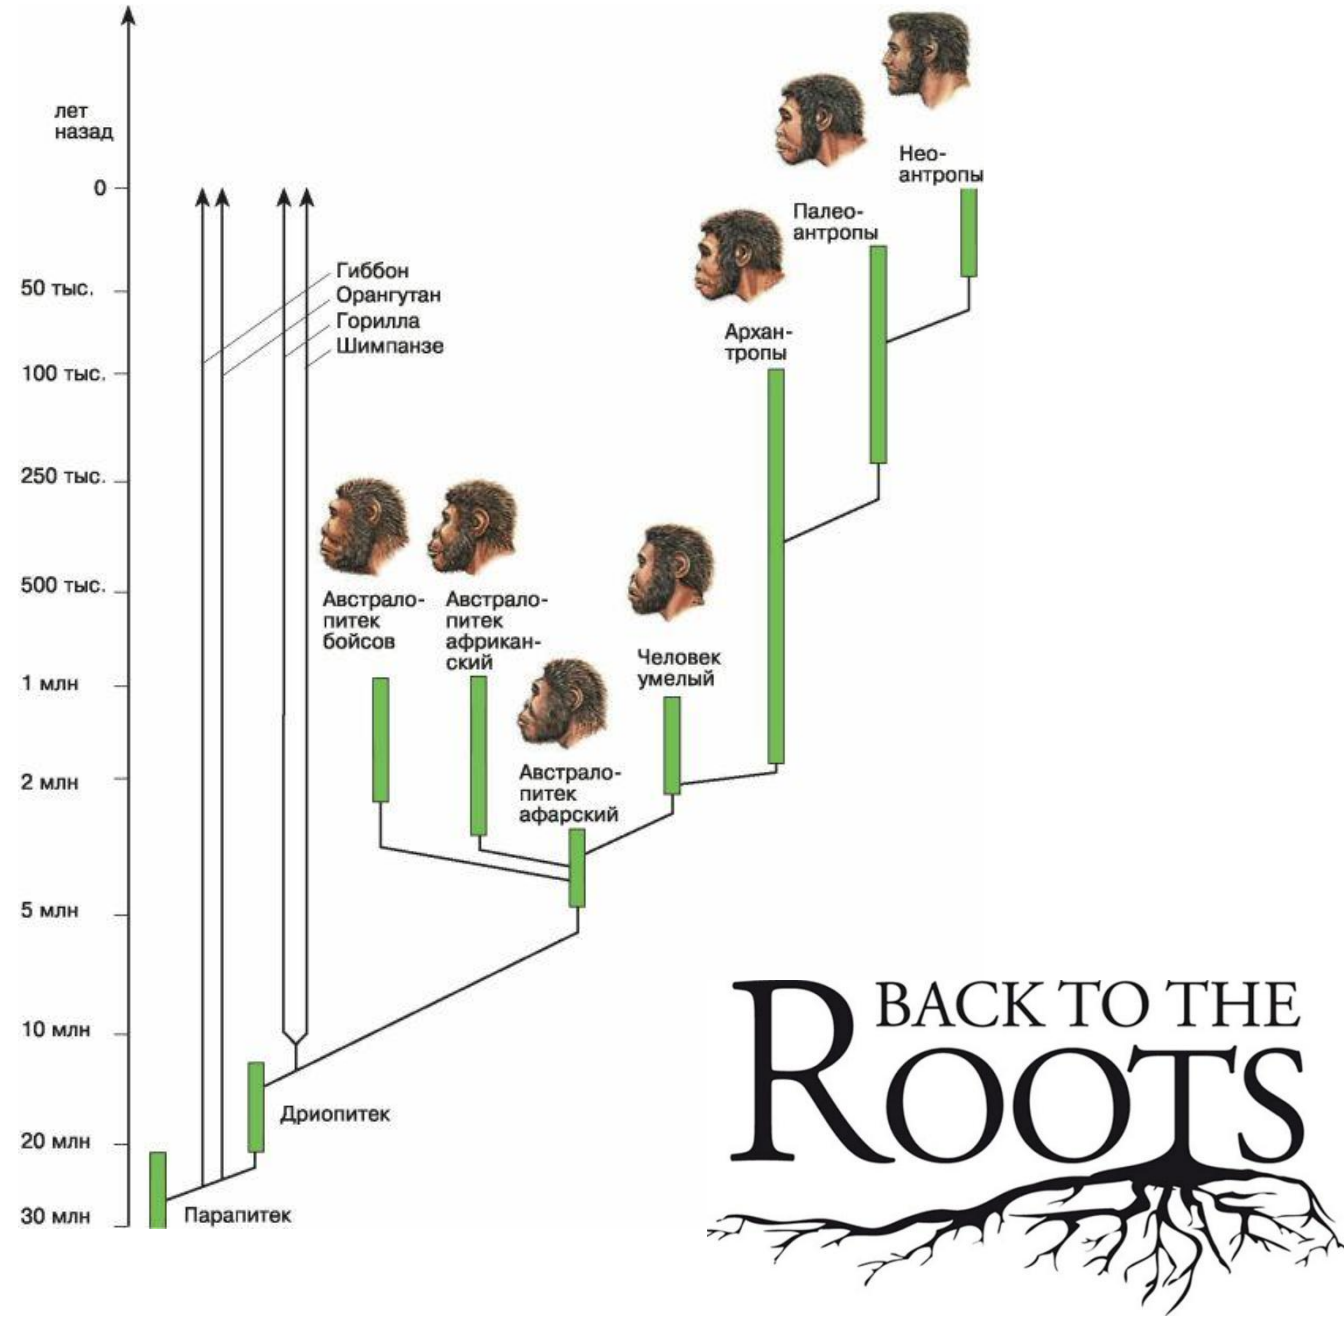 лет
назад
0
50 тыс.
100 тыс.
250 тыс.
500 тыс.
1 млн
2 млн
5 млн
10 млн
20 млн
30 млн
Гиббон
Орангутан
Горилла
Шимпанзе
Нео-
антропы
Палео-
антропы
Архан-
тропы
Австрало-
питек
бойсов
Австрало-
питек
африкан-
ский
Человек
умелый
Австрало-
питек
афарский
Дриопитек
Парапитек
BACK TO THE
ROOTS